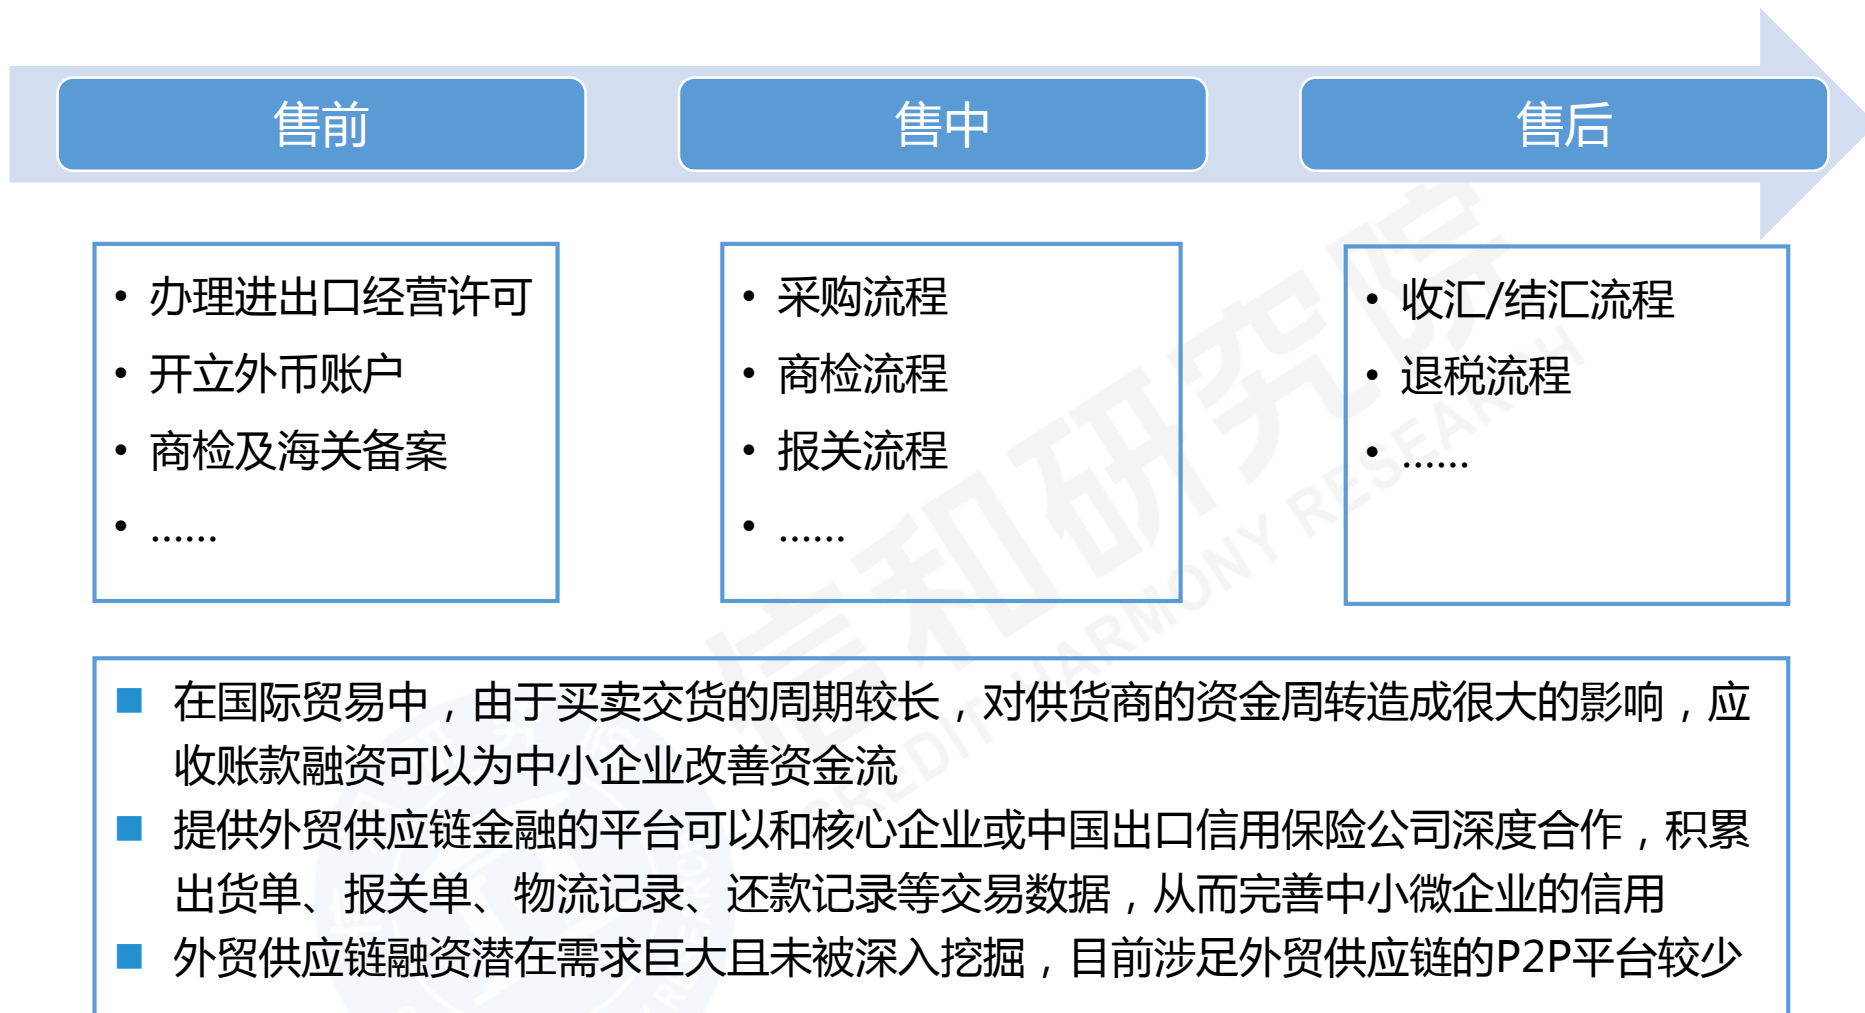 售前
售中
售后
• 办理进出口经营许可
• 开立外币账户
• 商检及海关备案
• ……
• 采购流程
• 商检流程
• 报关流程
• ……
• 收汇/结汇流程
• 退税流程
• ……
■ 在国际贸易中，由于买卖交货的周期较长，对供货商的资金周转造成很大的影响，应
收账款融资可以为中小企业改善资金流
■ 提供外贸供应链金融的平台可以和核心企业或中国出口信用保险公司深度合作，积累
出货单、报关单、物流记录、还款记录等交易数据，从而完善中小微企业的信用
■ 外贸供应链融资潜在需求巨大且未被深入挖掘，目前涉足外贸供应链的P2P平台较少
信和研究院
CREDIT HARMONY RESEARCH